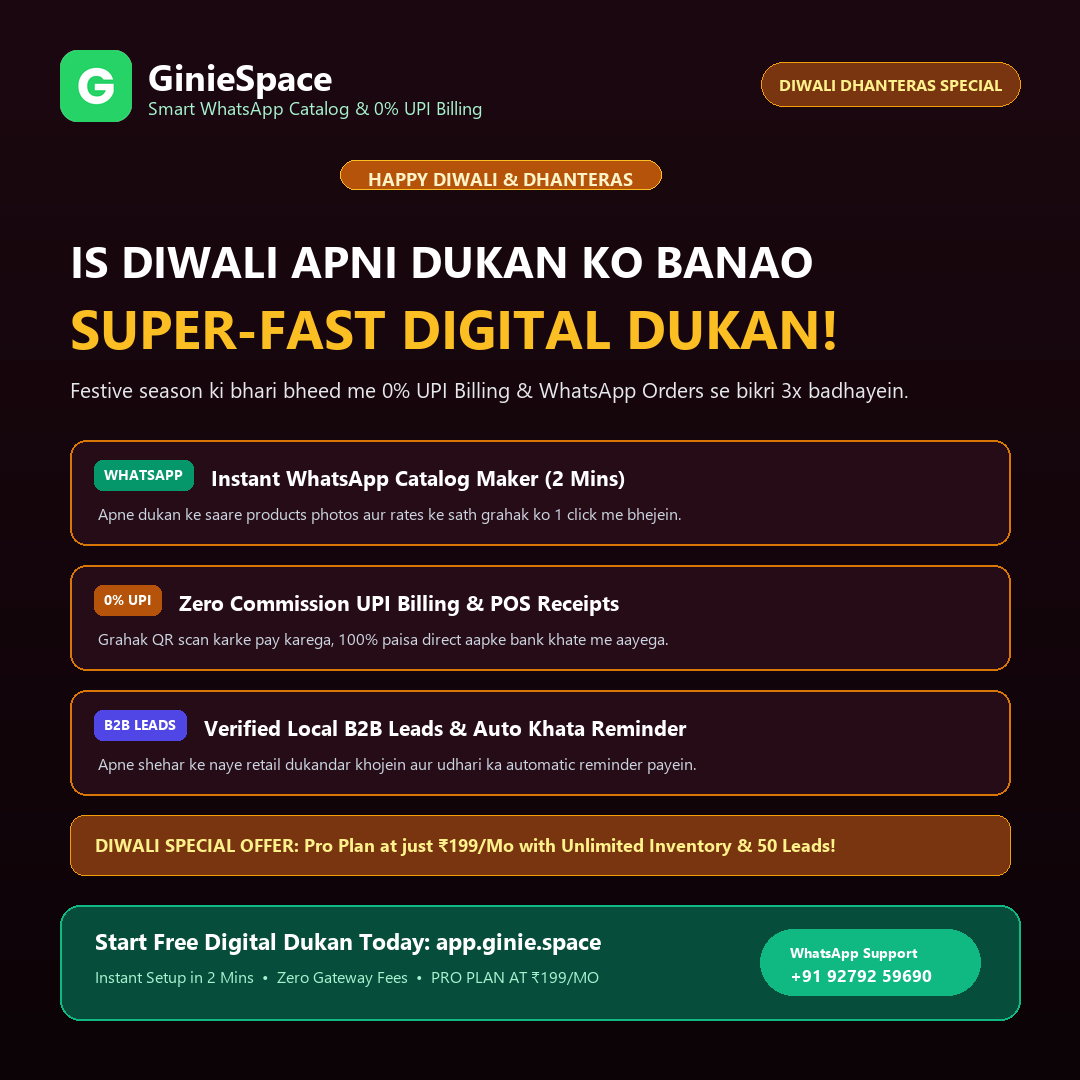 G
GinieSpace
Smart WhatsApp Catalog & 0% UPI Billing
DIWALI DHANTERAS SPECIAL
HAPPY DIWALI & DHANTERAS
IS DIWALI APNI DUKAN KO BANAO
SUPER-FAST DIGITAL DUKAN!
Festive season ki bhari bheed me 0% UPI Billing & WhatsApp Orders se bikri 3x badhayein.
WHATSAPP
Instant WhatsApp Catalog Maker (2 Mins)
Apne dukan ke saare products photos aur rates ke sath grahak ko 1 click me bhejein.
0% UPI
Zero Commission UPI Billing & POS Receipts
Grahak QR scan karke pay karega, 100% paisa direct aapke bank khate me aayega.
B2B LEADS
Verified Local B2B Leads & Auto Khata Reminder
Apne shehar ke naye retail dukandar khojein aur udhari ka automatic reminder payein.
DIWALI SPECIAL OFFER: Pro Plan at just ₹199/Mo with Unlimited Inventory & 50 Leads!
Start Free Digital Dukan Today: app.ginie.space
Instant Setup in 2 Mins • Zero Gateway Fees • PRO PLAN AT ₹199/MO
WhatsApp Support
+91 92792 59690